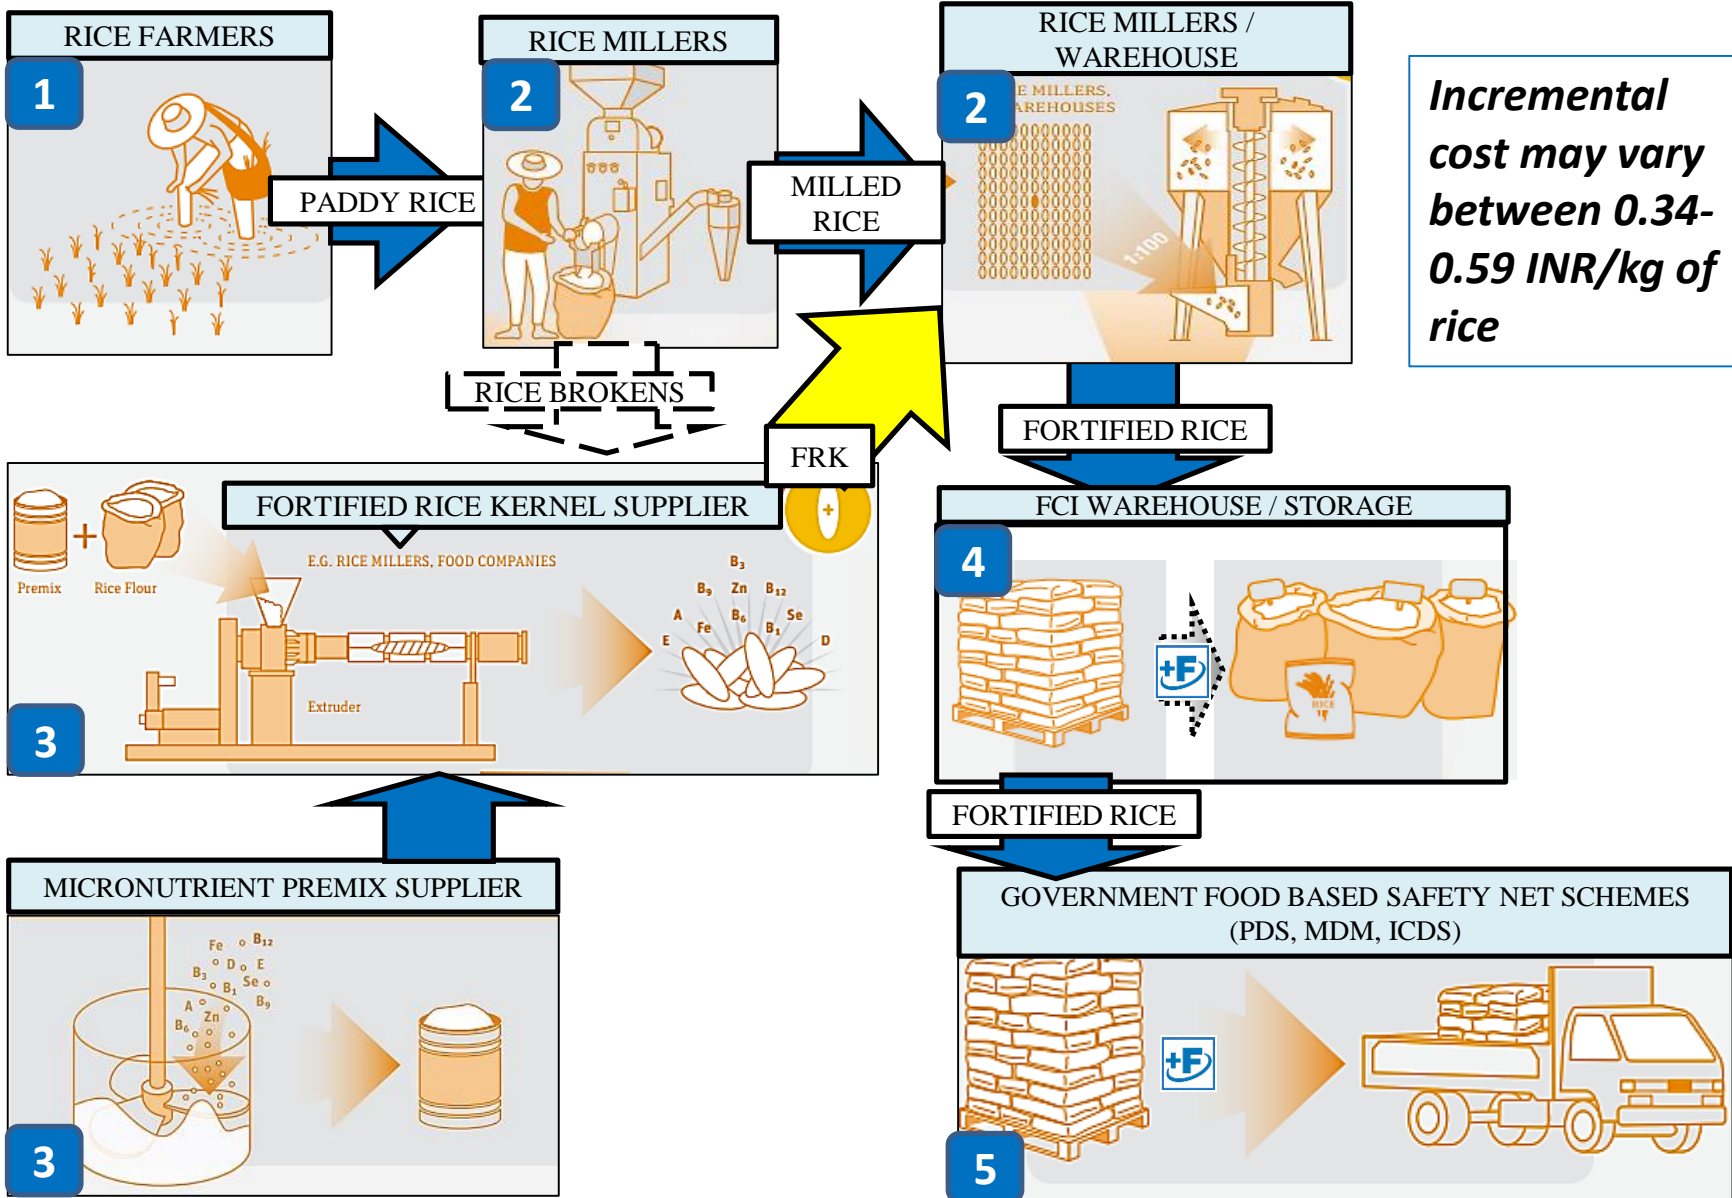 RICE FARMERS
1
PADDY RICE
RICE MILLERS
2
MILLED
RICE
RICE MILLERS /
WAREHOUSE
2
E MILLERS,
AREHOUSES
1:100
Incremental
cost may vary
between 0.34-
0.59 INR/kg of
rice
RICE BROKENS
FRK
FORTIFIED RICE
FORTIFIED RICE KERNEL SUPPLIER
E.G. RICE MILLERS, FOOD COMPANIES
Premix
+
Rice Flour
Extruder
B3
B9 Zn B12
A Fe B6 B1 Se
E D
+
3
FCI WAREHOUSE / STORAGE
4
+F
RICE
FORTIFIED RICE
MICRONUTRIENT PREMIX SUPPLIER
Fe B12
B3 D E
B1 Se
A B9
Zn
B6
3
GOVERNMENT FOOD BASED SAFETY NET SCHEMES
(PDS, MDM, ICDS)
+F
5